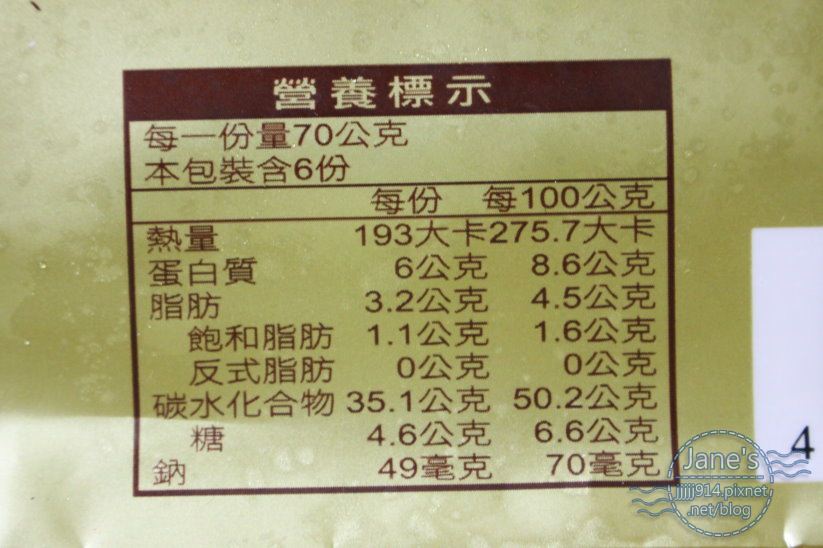 營養標示
每一份量70公克
本包裝含6份
每份 每100公克
熱量 193大卡275.7大卡
蛋白質 6公克 8.6公克
脂肪 3.2公克 4.5公克
飽和脂肪 1.1公克 1.6公克
反式脂肪 0公克 0公克
碳水化合物 35.1公克 50.2公克
糖 4.6公克 6.6公克
鈉 49毫克 70毫克
4
Jane's
jjjjj914.pixnet
.net/blog